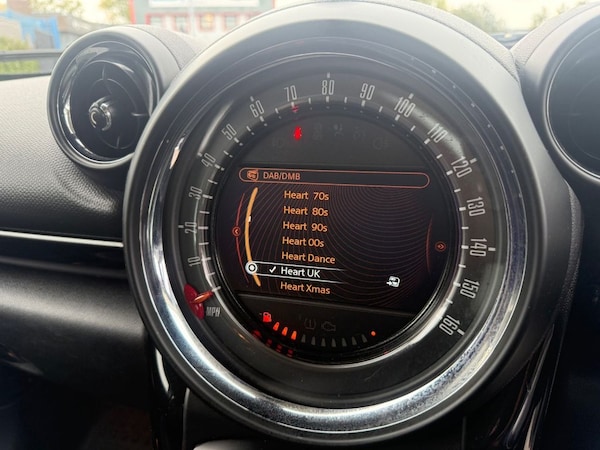 DAB/DMB
Heart 70s
Heart 80s
Heart 90s
Heart 00s
Heart Dance
✓ Heart UK
Heart Xmas
10
20
30
40
50
60
70
80
90
100
110
120
130
140
150
160
MPH